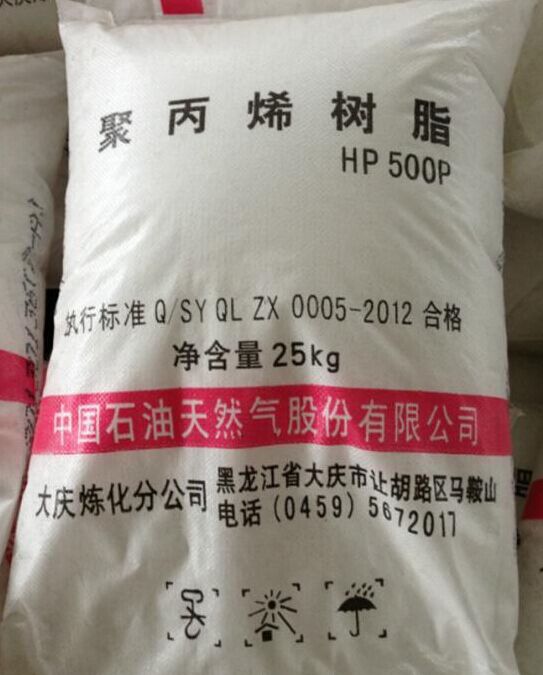 聚丙烯树脂
HP 500P
执行标准 Q/SY QL ZX 0005-2012 合格
净含量 25kg
中国石油天然气股份有限公司
大庆炼化分公司
黑龙江省大庆市让胡路区马鞍山
电话 (0459) 5672017